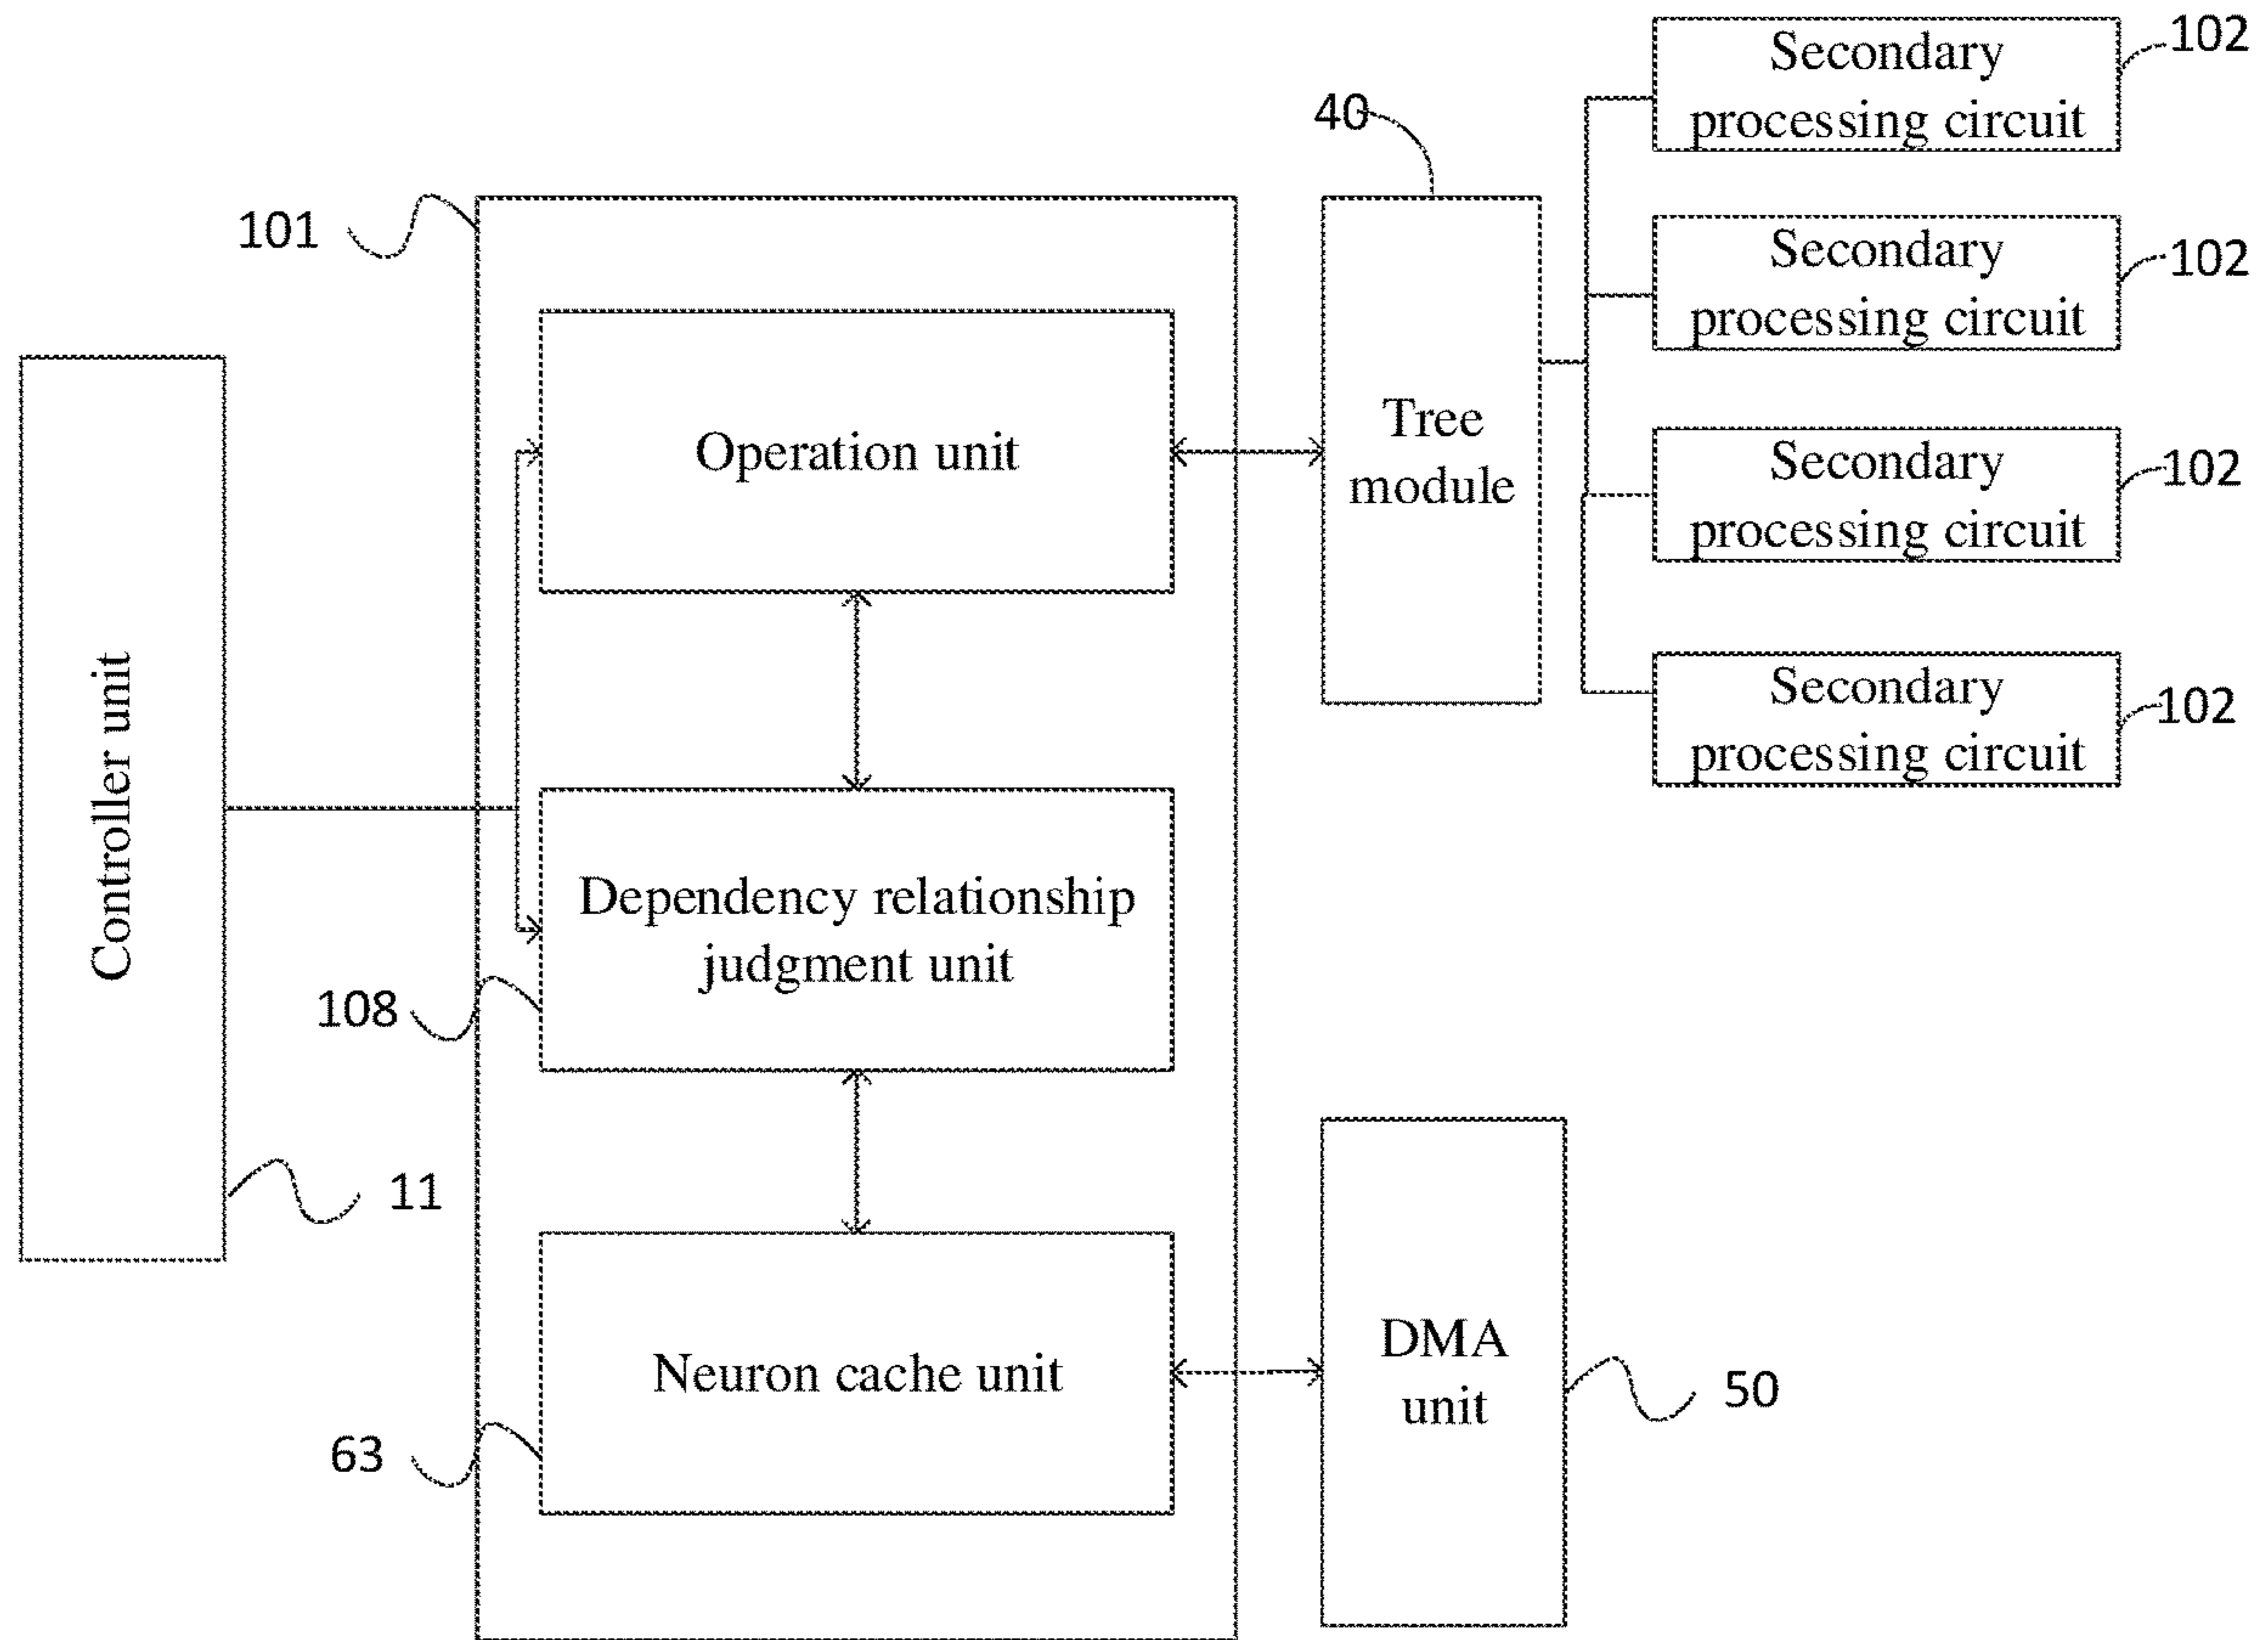 Secondary
processing circuit
102
40
Secondary
processing circuit
102
101
Tree
module
Operation unit
Secondary
processing circuit
102
Secondary
processing circuit
102
Controller unit
Dependency relationship
judgment unit
108
11
DMA
unit
Neuron cache unit
50
63